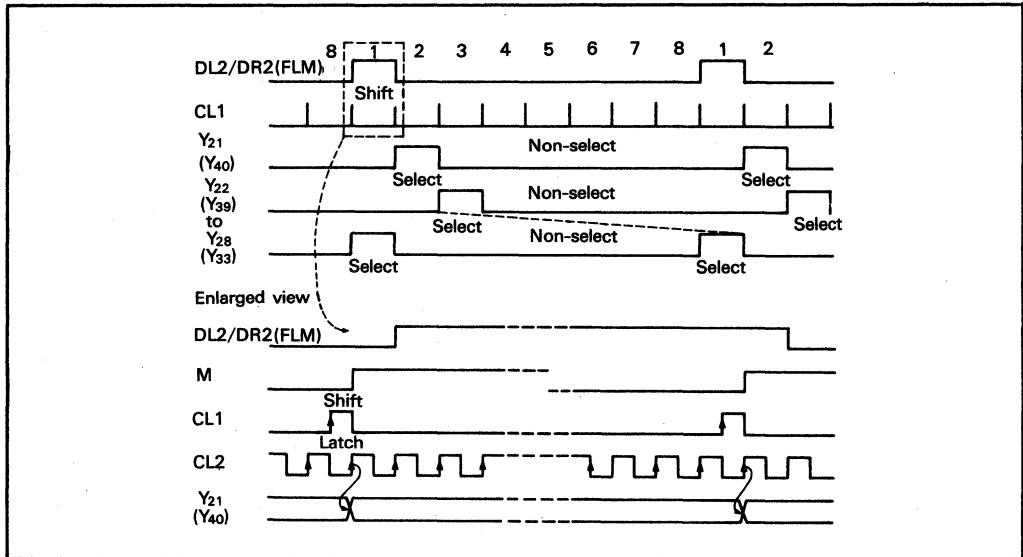 8 1 2 3 4 5 6 7 8 1 2
DL2/DR2(FLM)
Shift
CL1
Y21
(Y40)
Non-select
Select
Select
Y22
(Y39)
Non-select
Select
Select
to
Y28
(Y33)
Non-select
Select
Select
Enlarged view
DL2/DR2(FLM)
M
Shift
CL1
Latch
CL2
Y21
(Y40)